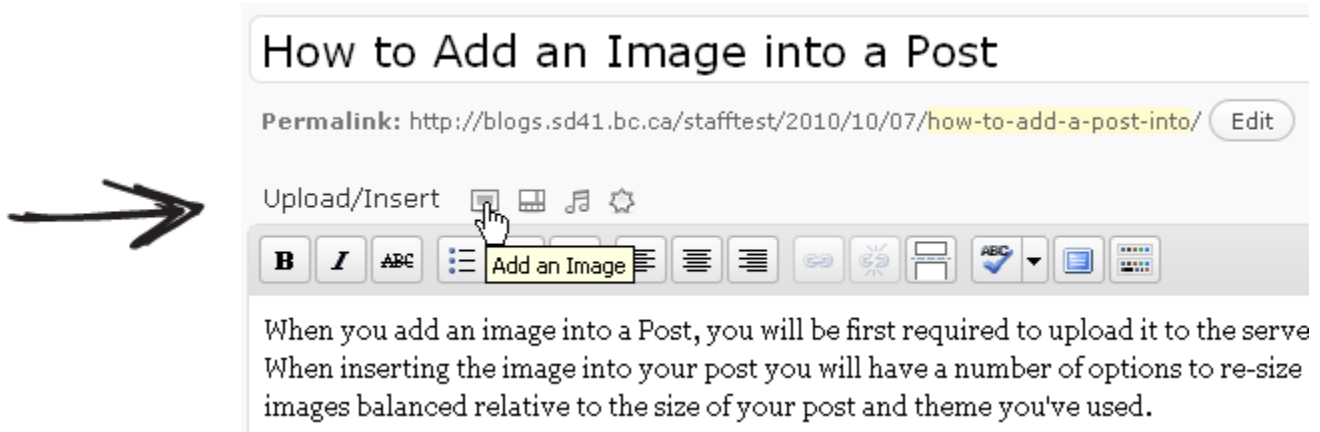 How to Add an Image into a Post
Permalink: http://blogs.sd41.bc.ca/stafftest/2010/10/07/how-to-add-a-post-into/ Edit
Upload/Insert
B I ABC ABC
Add an Image
When you add an image into a Post, you will be first required to upload it to the serve
When inserting the image into your post you will have a number of options to re-size
images balanced relative to the size of your post and theme you've used.